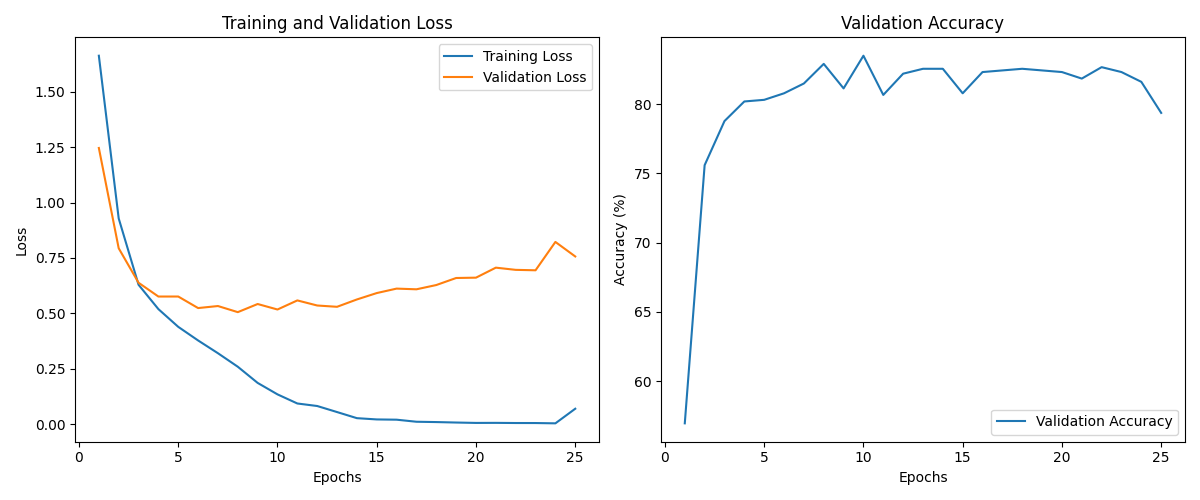 Training and Validation Loss
Training Loss
Validation Loss
Loss
1.50
1.25
1.00
0.75
0.50
0.25
0.00
0 5 10 15 20 25
Epochs
Validation Accuracy
Accuracy (%)
80
75
70
65
60
Validation Accuracy
0 5 10 15 20 25
Epochs